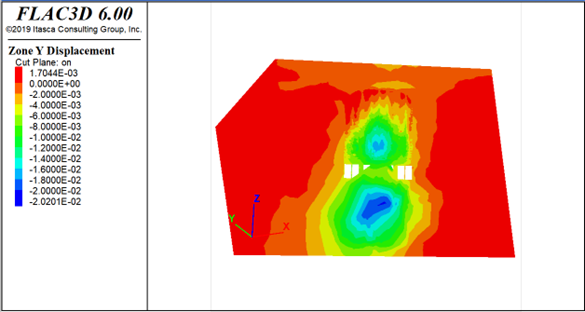 FLAC3D 6.00
©2019 Itasca Consulting Group, Inc.
Zone Y Displacement
Cut Plane: on
1.7044E-03
0.0000E+00
-2.0000E-03
-4.0000E-03
-6.0000E-03
-8.0000E-03
-1.0000E-02
-1.2000E-02
-1.4000E-02
-1.6000E-02
-1.8000E-02
-2.0000E-02
-2.0201E-02
Z
Y
X